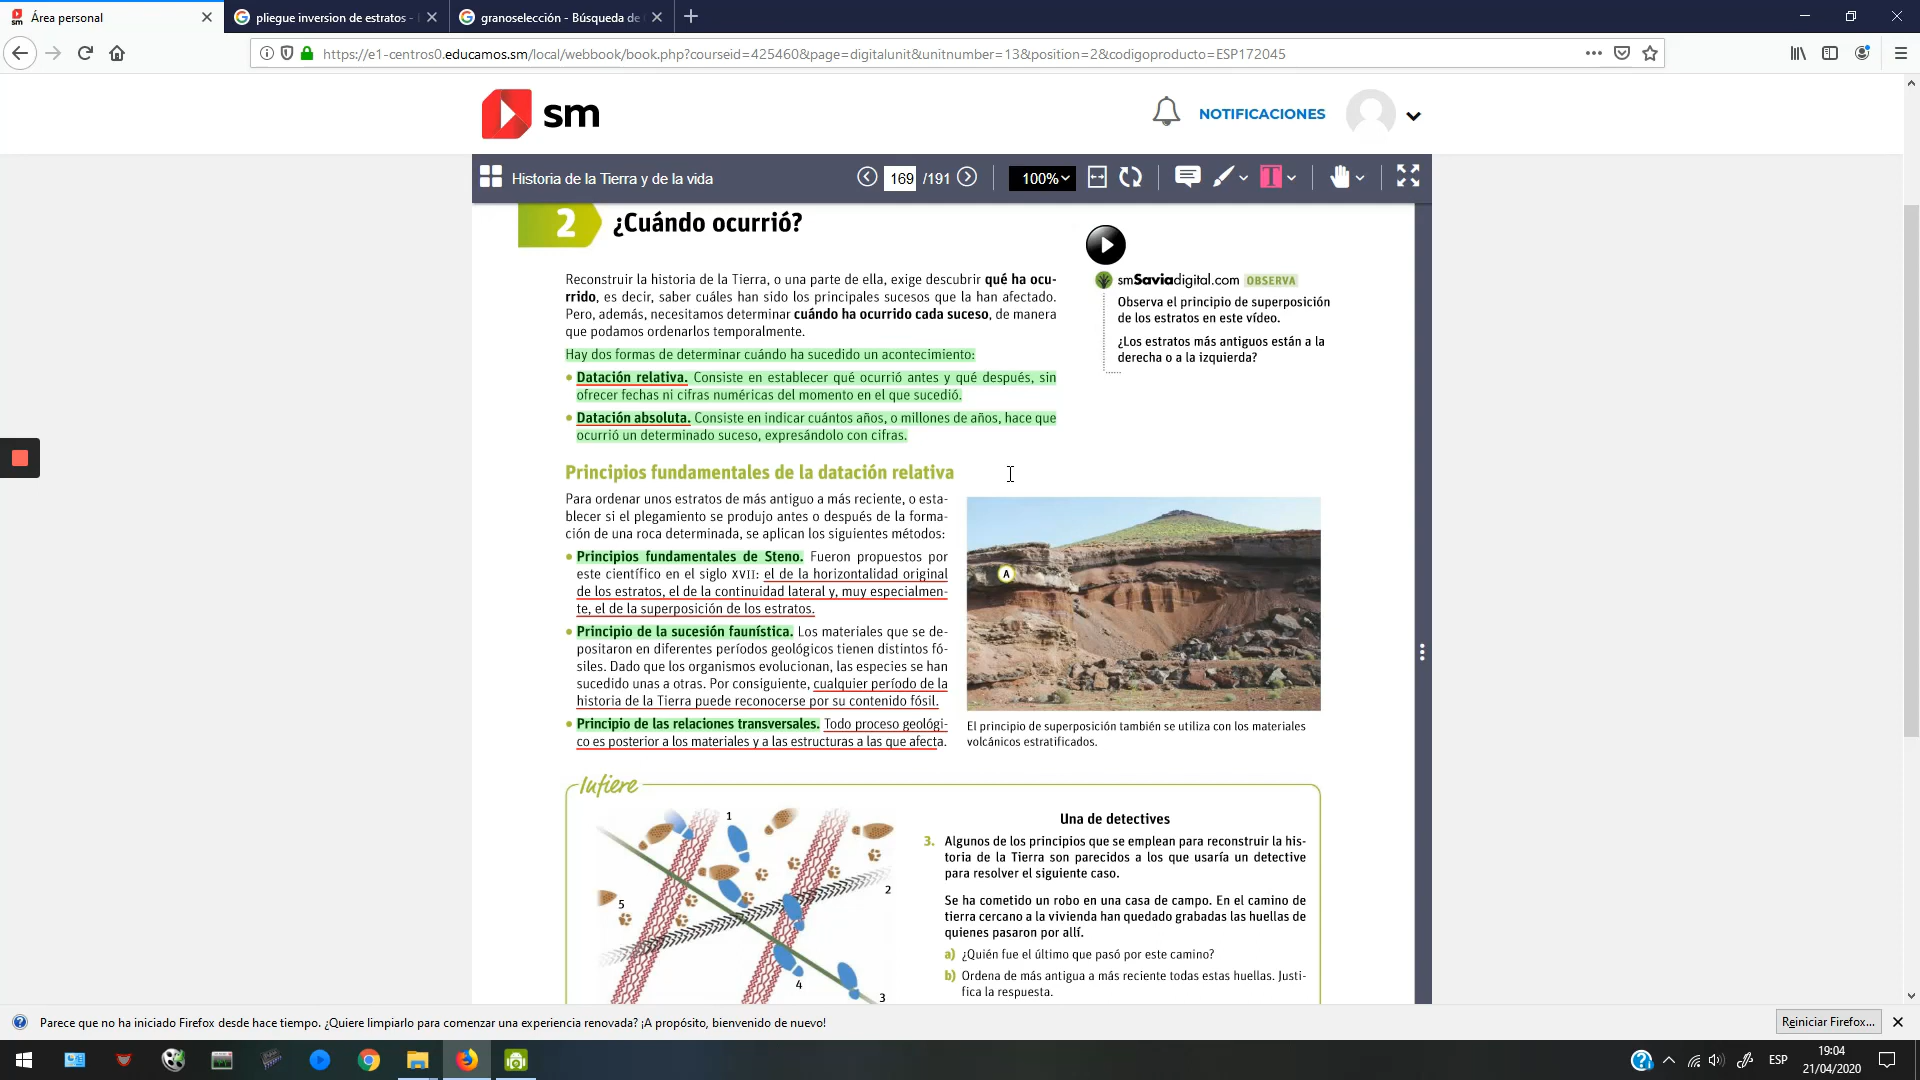 Área personal
pliegue inversion de estratos -
granoselección - Búsqueda de
https://e1-centros0.educamos.sm/local/webbook/book.php?courseid=425460&page=digitalunit&unitnumber=13&position=2&codigoproducto=ESP172045
sm
NOTIFICACIONES
Historia de la Tierra y de la vida
169 /191
100%
T
2 ¿Cuándo ocurrió?
Reconstruir la historia de la Tierra, o una parte de ella, exige descubrir qué ha ocu-
rrido, es decir, saber cuáles han sido los principales sucesos que la han afectado.
Pero, además, necesitamos determinar cuándo ha ocurrido cada suceso, de manera
que podamos ordenarlos temporalmente.
Hay dos formas de determinar cuándo ha sucedido un acontecimiento:
• Datación relativa. Consiste en establecer qué ocurrió antes y qué después, sin
ofrecer fechas ni cifras numéricas del momento en el que sucedió.
• Datación absoluta. Consiste en indicar cuántos años, o millones de años, hace que
ocurrió un determinado suceso, expresándolo con cifras.
smSaviadigital.com OBSERVA
Observa el principio de superposición
de los estratos en este vídeo.
¿Los estratos más antiguos están a la
derecha o a la izquierda?
Principios fundamentales de la datación relativa
Para ordenar unos estratos de más antiguo a más reciente, o esta-
blecer si el plegamiento se produjo antes o después de la forma-
ción de una roca determinada, se aplican los siguientes métodos:
• Principios fundamentales de Steno. Fueron propuestos por
este científico en el siglo XVII: el de la horizontalidad original
de los estratos, el de la continuidad lateral y, muy especialmen-
te, el de la superposición de los estratos.
• Principio de la sucesión faunística. Los materiales que se de-
positaron en diferentes períodos geológicos tienen distintos fó-
siles. Dado que los organismos evolucionan, las especies se han
sucedido unas a otras. Por consiguiente, cualquier período de la
historia de la Tierra puede reconocerse por su contenido fósil.
• Principio de las relaciones transversales. Todo proceso geológi-
co es posterior a los materiales y a las estructuras a las que afecta.
A
El principio de superposición también se utiliza con los materiales
volcánicos estratificados.
Infiere
1
2
5
4
3
Una de detectives
3. Algunos de los principios que se emplean para reconstruir la his-
toria de la Tierra son parecidos a los que usaría un detective
para resolver el siguiente caso.
Se ha cometido un robo en una casa de campo. En el camino de
tierra cercano a la vivienda han quedado grabadas las huellas de
quienes pasaron por allí.
a) ¿Quién fue el último que pasó por este camino?
b) Ordena de más antigua a más reciente todas estas huellas. Justi-
fica la respuesta.
Parece que no ha iniciado Firefox desde hace tiempo. ¿Quiere limpiarlo para comenzar una experiencia renovada? ¡A propósito, bienvenido de nuevo!
Reiniciar Firefox...
ESP
19:04
21/04/2020